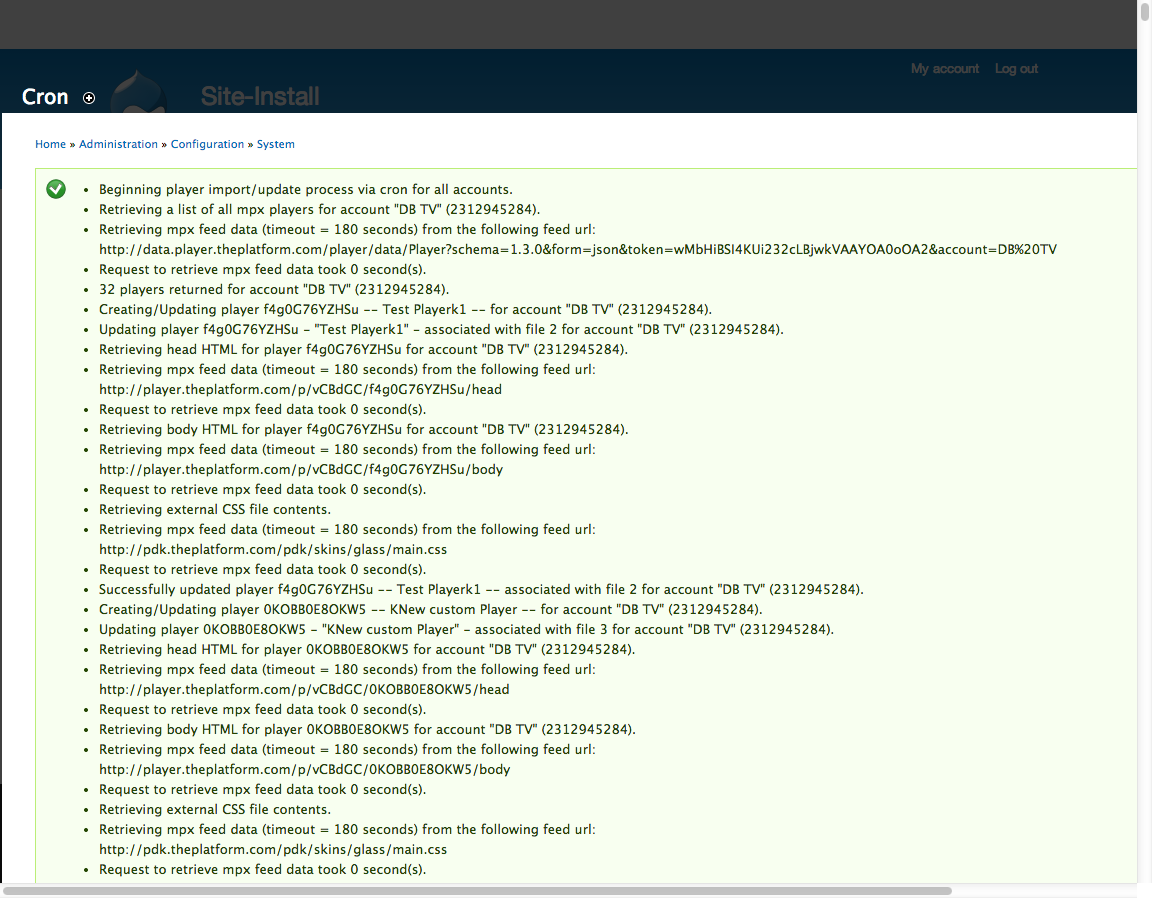 My account Log out
Cron
Site-Install
Home » Administration » Configuration » System
• Beginning player import/update process via cron for all accounts.
• Retrieving a list of all mpx players for account "DB TV" (2312945284).
• Retrieving mpx feed data (timeout = 180 seconds) from the following feed url:
http://data.player.theplatform.com/player/data/Player?schema=1.3.0&form=json&token=wMbHiBSI4KUi232cLBjwkVAAYOA0oOA2&account=DB%20TV
• Request to retrieve mpx feed data took 0 second(s).
• 32 players returned for account "DB TV" (2312945284).
• Creating/Updating player f4g0G76YZHSu -- Test Playerk1 -- for account "DB TV" (2312945284).
• Updating player f4g0G76YZHSu - "Test Playerk1" - associated with file 2 for account "DB TV" (2312945284).
• Retrieving head HTML for player f4g0G76YZHSu for account "DB TV" (2312945284).
• Retrieving mpx feed data (timeout = 180 seconds) from the following feed url:
http://player.theplatform.com/p/vCBdGC/f4g0G76YZHSu/head
• Request to retrieve mpx feed data took 0 second(s).
• Retrieving body HTML for player f4g0G76YZHSu for account "DB TV" (2312945284).
• Retrieving mpx feed data (timeout = 180 seconds) from the following feed url:
http://player.theplatform.com/p/vCBdGC/f4g0G76YZHSu/body
• Request to retrieve mpx feed data took 0 second(s).
• Retrieving external CSS file contents.
• Retrieving mpx feed data (timeout = 180 seconds) from the following feed url:
http://pdk.theplatform.com/pdk/skins/glass/main.css
• Request to retrieve mpx feed data took 0 second(s).
• Successfully updated player f4g0G76YZHSu -- Test Playerk1 -- associated with file 2 for account "DB TV" (2312945284).
• Creating/Updating player 0KOBB0E8OKW5 -- KNew custom Player -- for account "DB TV" (2312945284).
• Updating player 0KOBB0E8OKW5 - "KNew custom Player" - associated with file 3 for account "DB TV" (2312945284).
• Retrieving head HTML for player 0KOBB0E8OKW5 for account "DB TV" (2312945284).
• Retrieving mpx feed data (timeout = 180 seconds) from the following feed url:
http://player.theplatform.com/p/vCBdGC/0KOBB0E8OKW5/head
• Request to retrieve mpx feed data took 0 second(s).
• Retrieving body HTML for player 0KOBB0E8OKW5 for account "DB TV" (2312945284).
• Retrieving mpx feed data (timeout = 180 seconds) from the following feed url:
http://player.theplatform.com/p/vCBdGC/0KOBB0E8OKW5/body
• Request to retrieve mpx feed data took 0 second(s).
• Retrieving external CSS file contents.
• Retrieving mpx feed data (timeout = 180 seconds) from the following feed url:
http://pdk.theplatform.com/pdk/skins/glass/main.css
• Request to retrieve mpx feed data took 0 second(s).